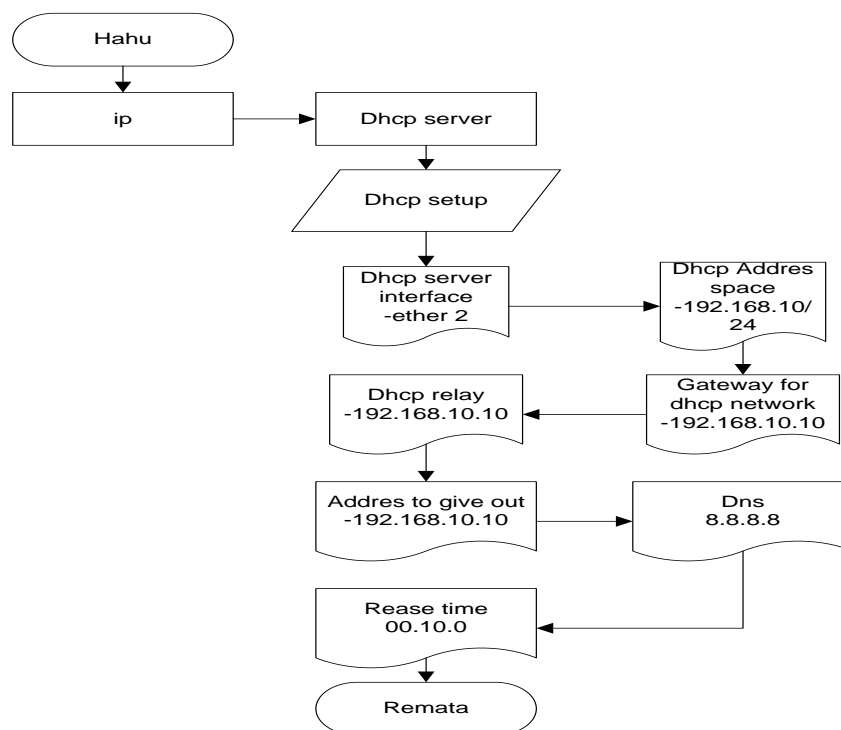 Hahu
ip
Dhcp server
Dhcp setup
Dhcp server
interface
-ether 2
Dhcp Addres
space
-192.168.10/
24
Gateway for
dhcp network
-192.168.10.10
Dhcp relay
-192.168.10.10
Addres to give out
-192.168.10.10
Dns
8.8.8.8
Rease time
00.10.0
Remata